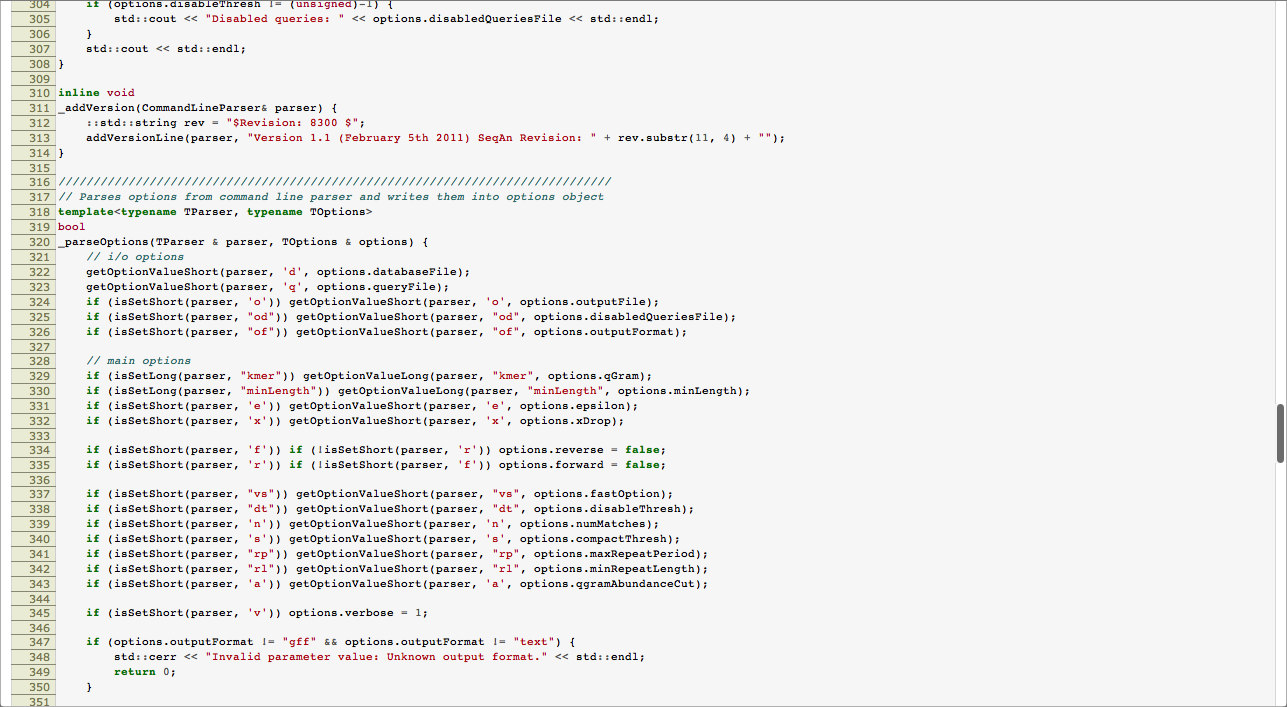 304     if (options.disableThresh != (unsigned)-1) {
305         std::cout << "Disabled queries: " << options.disabledQueriesFile << std::endl;
306     }
307     std::cout << std::endl;
308 }
309
310 inline void
311 _addVersion(CommandLineParser& parser) {
312     ::std::string rev = "$Revision: 8300 $";
313     addVersionLine(parser, "Version 1.1 (February 5th 2011) SeqAn Revision: " + rev.substr(11, 4) + "");
314 }
315
316 ///////////////////////////////////////////////////////////////////////////////
317 // Parses options from command line parser and writes them into options object
318 template<typename TParser, typename TOptions>
319 bool
320 _parseOptions(TParser & parser, TOptions & options) {
321     // i/o options
322     getOptionValueShort(parser, 'd', options.databaseFile);
323     getOptionValueShort(parser, 'q', options.queryFile);
324     if (isSetShort(parser, 'o')) getOptionValueShort(parser, 'o', options.outputFile);
325     if (isSetShort(parser, "od")) getOptionValueShort(parser, "od", options.disabledQueriesFile);
326     if (isSetShort(parser, "of")) getOptionValueShort(parser, "of", options.outputFormat);
327
328     // main options
329     if (isSetLong(parser, "kmer")) getOptionValueLong(parser, "kmer", options.qGram);
330     if (isSetLong(parser, "minLength")) getOptionValueLong(parser, "minLength", options.minLength);
331     if (isSetShort(parser, 'e')) getOptionValueShort(parser, 'e', options.epsilon);
332     if (isSetShort(parser, 'x')) getOptionValueShort(parser, 'x', options.xDrop);
333
334     if (isSetShort(parser, 'f')) if (!isSetShort(parser, 'r')) options.reverse = false;
335     if (isSetShort(parser, 'r')) if (!isSetShort(parser, 'f')) options.forward = false;
336
337     if (isSetShort(parser, "vs")) getOptionValueShort(parser, "vs", options.fastOption);
338     if (isSetShort(parser, "dt")) getOptionValueShort(parser, "dt", options.disableThresh);
339     if (isSetShort(parser, 'n')) getOptionValueShort(parser, 'n', options.numMatches);
340     if (isSetShort(parser, 's')) getOptionValueShort(parser, 's', options.compactThresh);
341     if (isSetShort(parser, "rp")) getOptionValueShort(parser, "rp", options.maxRepeatPeriod);
342     if (isSetShort(parser, "rl")) getOptionValueShort(parser, "rl", options.minRepeatLength);
343     if (isSetShort(parser, 'a')) getOptionValueShort(parser, 'a', options.qgramAbundanceCut);
344
345     if (isSetShort(parser, 'v')) options.verbose = 1;
346
347     if (options.outputFormat != "gff" && options.outputFormat != "text") {
348         std::cerr << "Invalid parameter value: Unknown output format." << std::endl;
349         return 0;
350     }
351